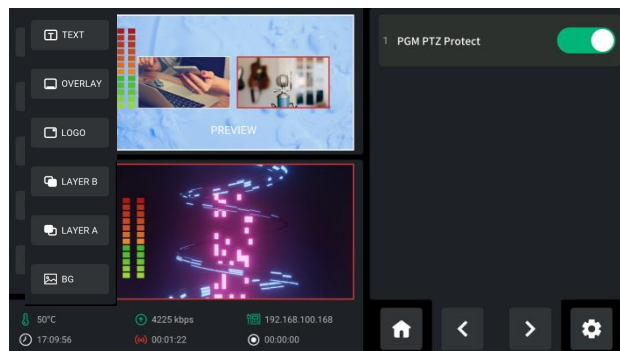 TEXT
OVERLAY
LOGO
LAYER B
LAYER A
BG
PREVIEW
50°C
4225 kbps
192.168.100.168
17:09:56
00:01:22
00:00:00
1 PGM PTZ Protect